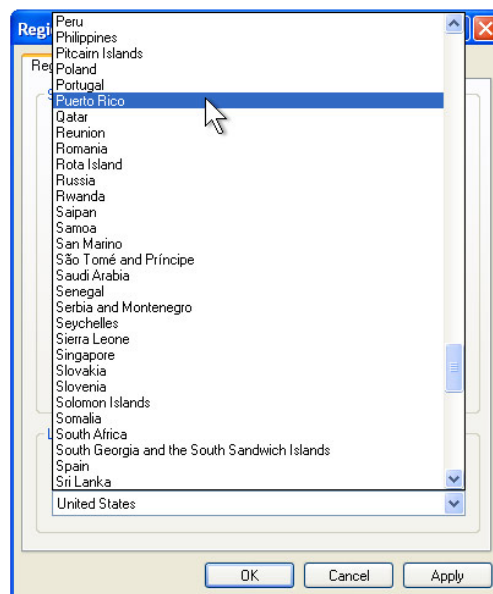 Regi
Peru
Philippines
Pitcairn Islands
Poland
Portugal
Puerto Rico
Qatar
Reunion
Romania
Rota Island
Russia
Rwanda
Saipan
Samoa
San Marino
São Tomé and Príncipe
Saudi Arabia
Senegal
Serbia and Montenegro
Seychelles
Sierra Leone
Singapore
Slovakia
Slovenia
Solomon Islands
Somalia
South Africa
South Georgia and the South Sandwich Islands
Spain
Sri Lanka
United States
OK Cancel Apply